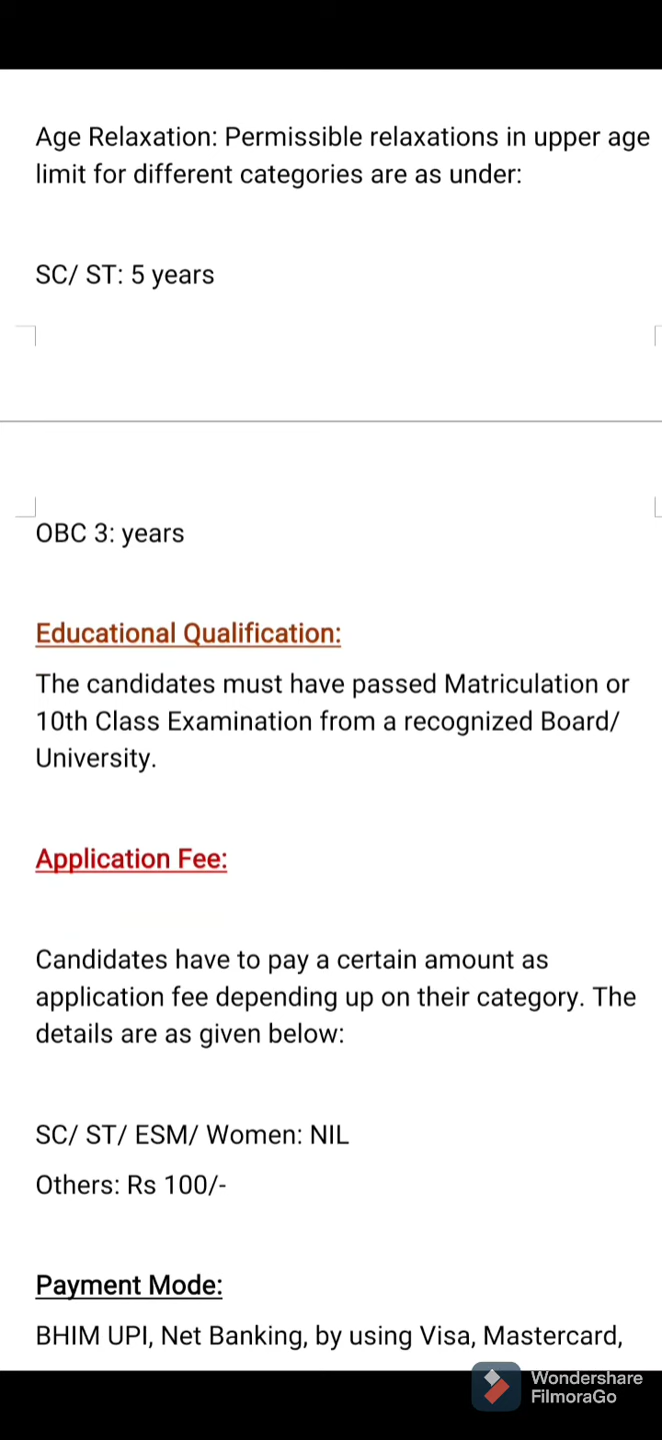 Age Relaxation: Permissible relaxations in upper age
limit for different categories are as under:
SC/ ST: 5 years
OBC 3: years
Educational Qualification:
The candidates must have passed Matriculation or
10th Class Examination from a recognized Board/
University.
Application Fee:
Candidates have to pay a certain amount as
application fee depending up on their category. The
details are as given below:
SC/ ST/ ESM/ Women: NIL
Others: Rs 100/-
Payment Mode:
BHIM UPI, Net Banking, by using Visa, Mastercard,
Wondershare
FilmoraGo